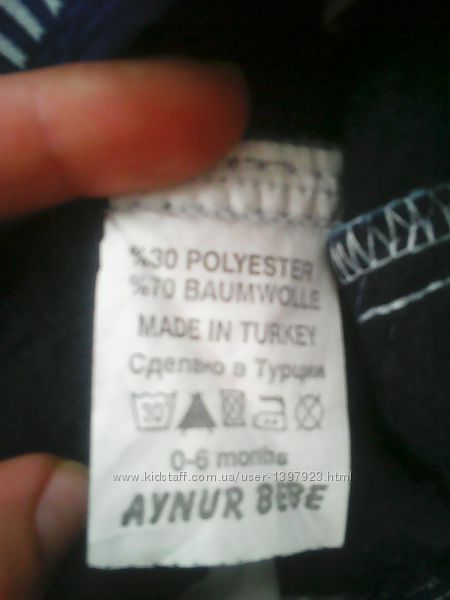 %30 POLYESTER
%70 BAUMWOLLE
MADE IN TURKEY
Сделано в Турции
30
0-6 months
www.kidstaff.com.ua/user-1397923.html
AYNUR BEBE